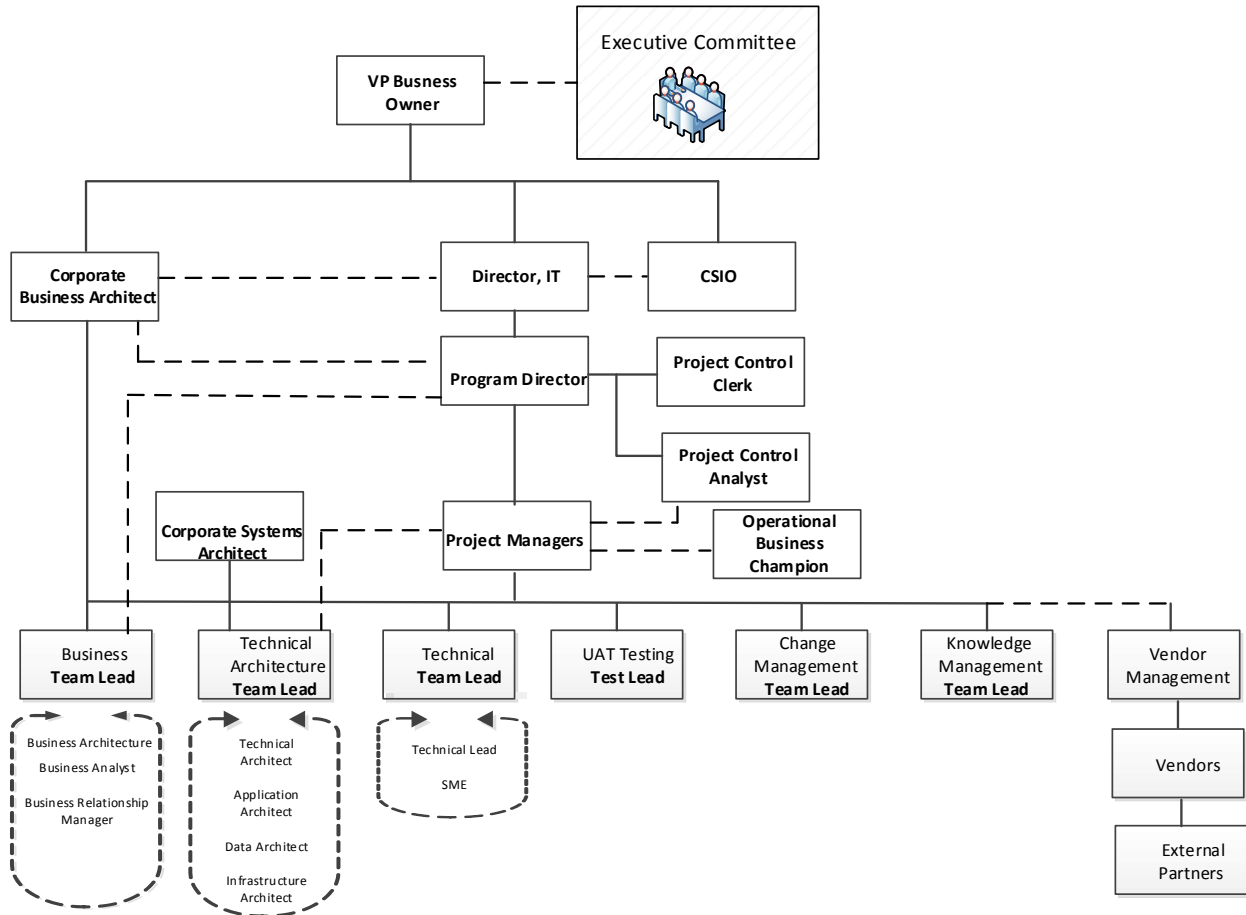 Executive Committee
VP Business
Owner
Corporate
Business Architect
Director, IT
CSIO
Program Director
Project Control
Clerk
Project Control
Analyst
Corporate Systems
Architect
Project Managers
Operational
Business
Champion
Business
Team Lead
Technical
Architecture
Team Lead
Technical
Team Lead
UAT Testing
Test Lead
Change
Management
Team Lead
Knowledge
Management
Team Lead
Vendor
Management
Business Architecture
Business Analyst
Business Relationship
Manager
Technical
Architect
Application
Architect
Data Architect
Infrastructure
Architect
Technical Lead
SME
Vendors
External
Partners